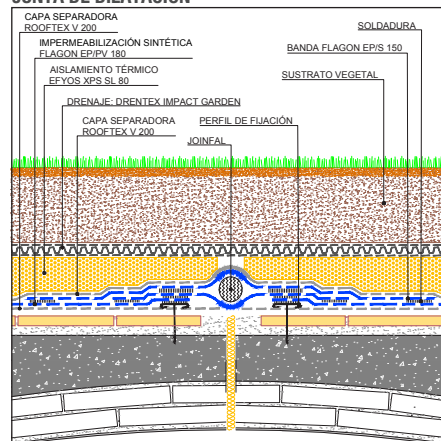 JUNTA DE DILATACIÓN
CAPA SEPARADORA
ROOFTEX V 200
SOLDADURA
IMPERMEABILIZACIÓN SINTÉTICA
FLAGON EP/PV 180
BANDA FLAGON EP/S 150
AISLAMIENTO TÉRMICO
EFYOS XPS SL 80
SUSTRATO VEGETAL
DRENAJE: DRENTEX IMPACT GARDEN
CAPA SEPARADORA
ROOFTEX V 200
PERFIL DE FIJACIÓN
JOINFAL